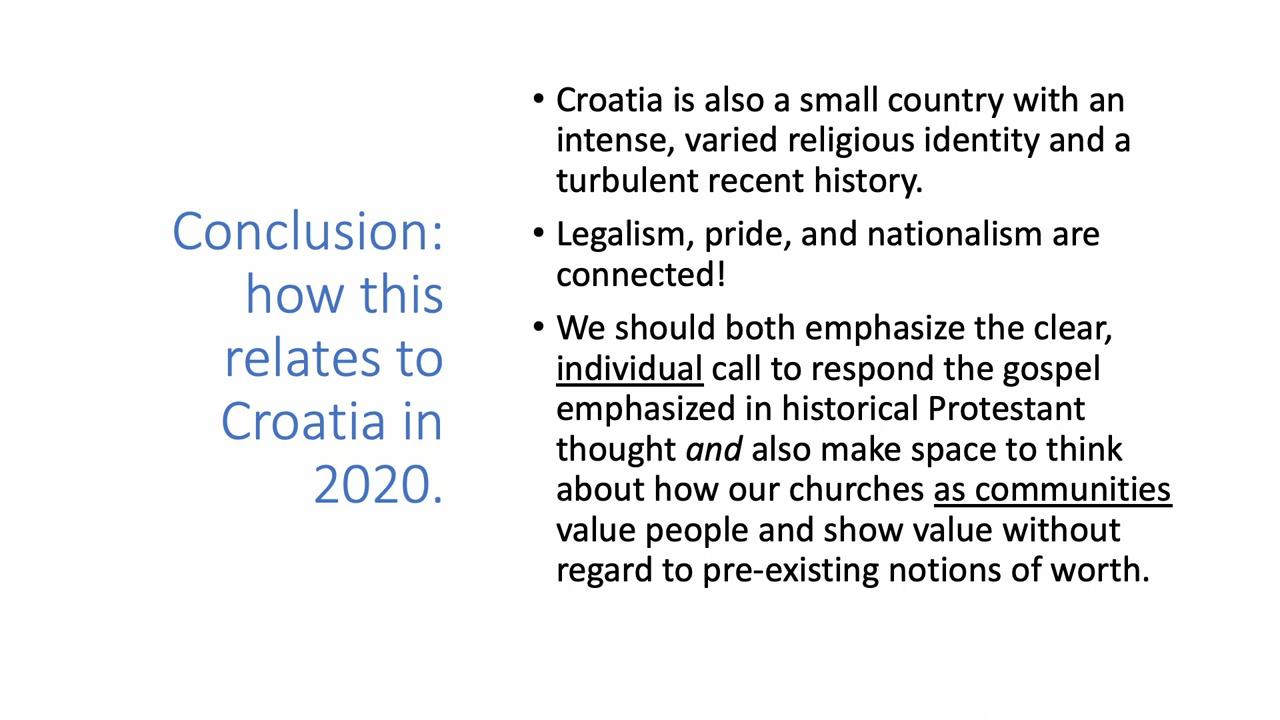 Conclusion:
how this
relates to
Croatia in
2020.
• Croatia is also a small country with an
intense, varied religious identity and a
turbulent recent history.
• Legalism, pride, and nationalism are
connected!
• We should both emphasize the clear,
individual call to respond the gospel
emphasized in historical Protestant
thought and also make space to think
about how our churches as communities
value people and show value without
regard to pre-existing notions of worth.